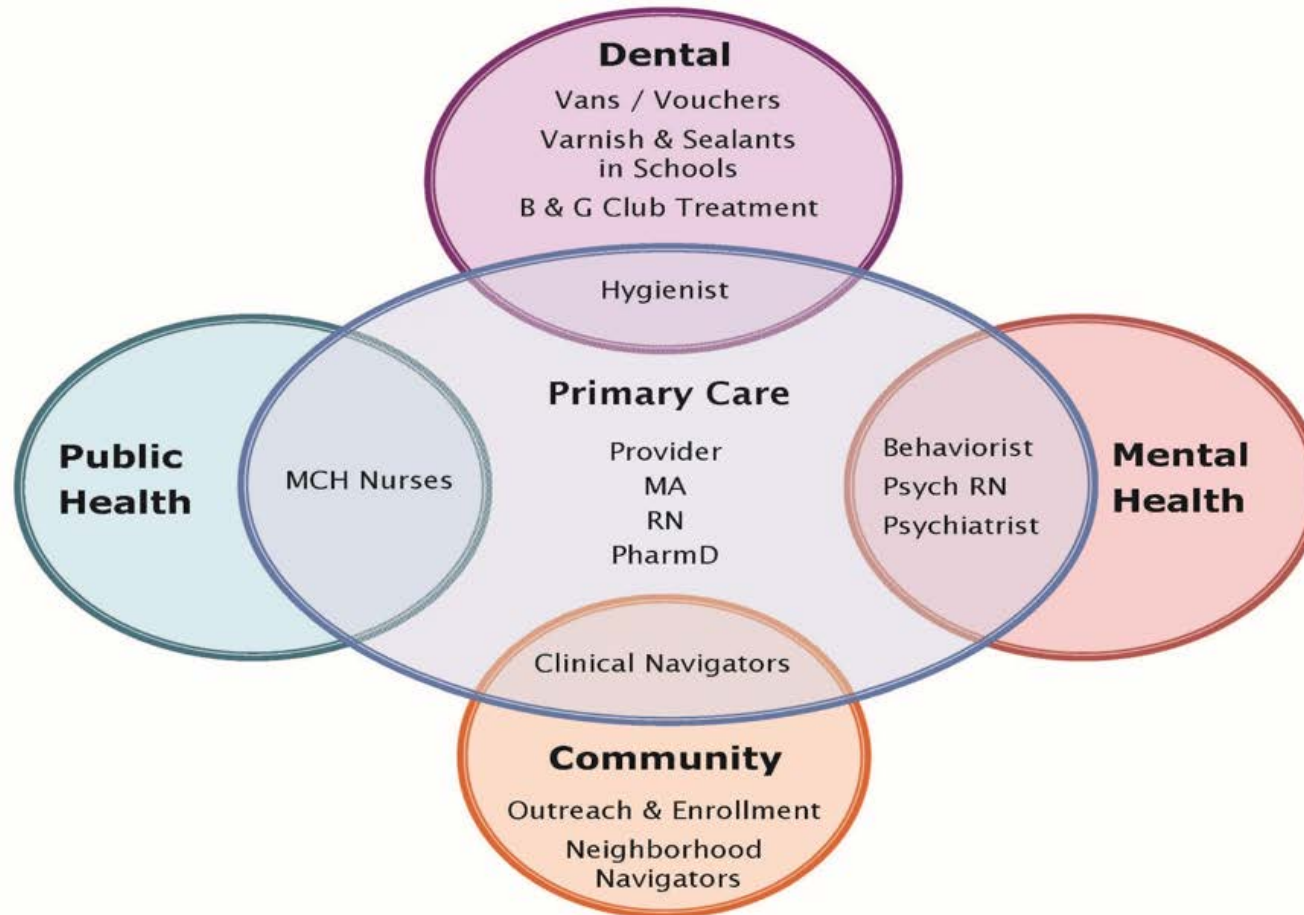 Dental
Vans / Vouchers
Varnish & Sealants
in Schools
B & G Club Treatment
Hygienist
Public
Health
MCH Nurses
Primary Care
Provider
MA
RN
PharmD
Behaviorist
Psych RN
Psychiatrist
Mental
Health
Clinical Navigators
Community
Outreach & Enrollment
Neighborhood
Navigators